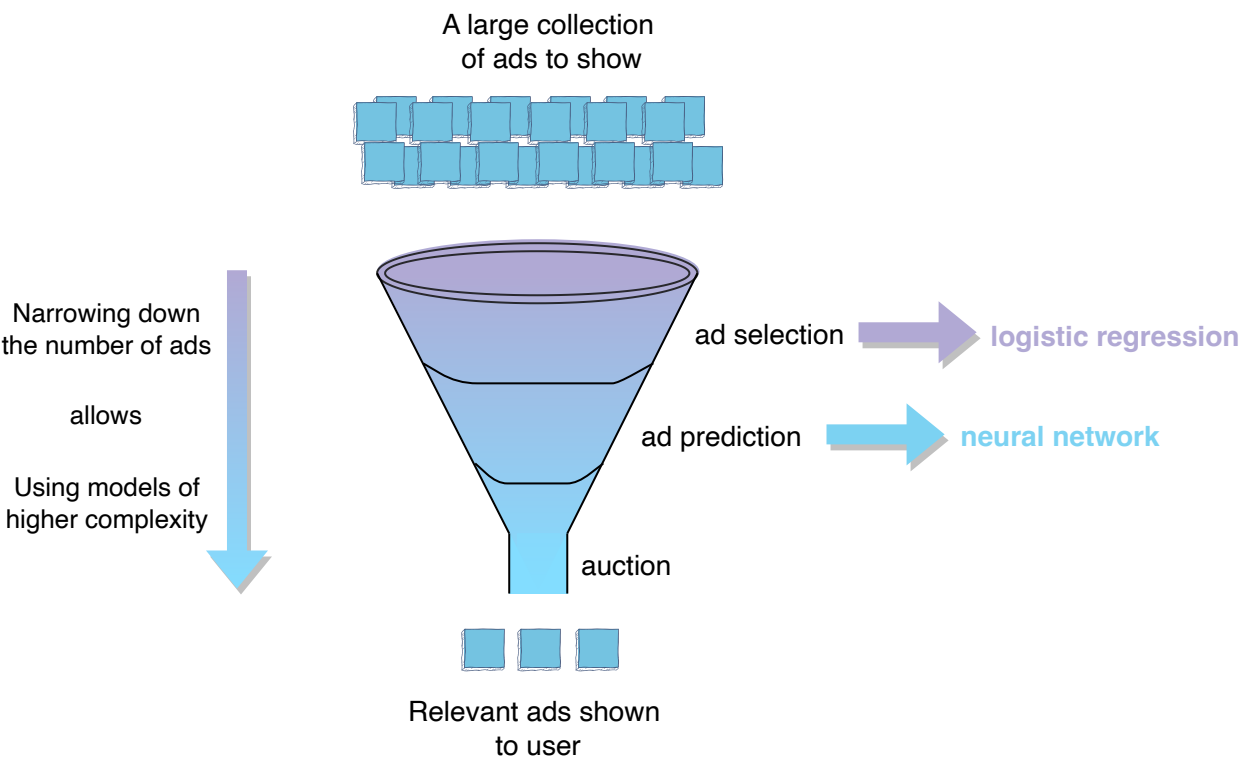 A large collection
of ads to show
Narrowing down
the number of ads
allows
Using models of
higher complexity
ad selection
logistic regression
ad prediction
neural network
auction
Relevant ads shown
to user